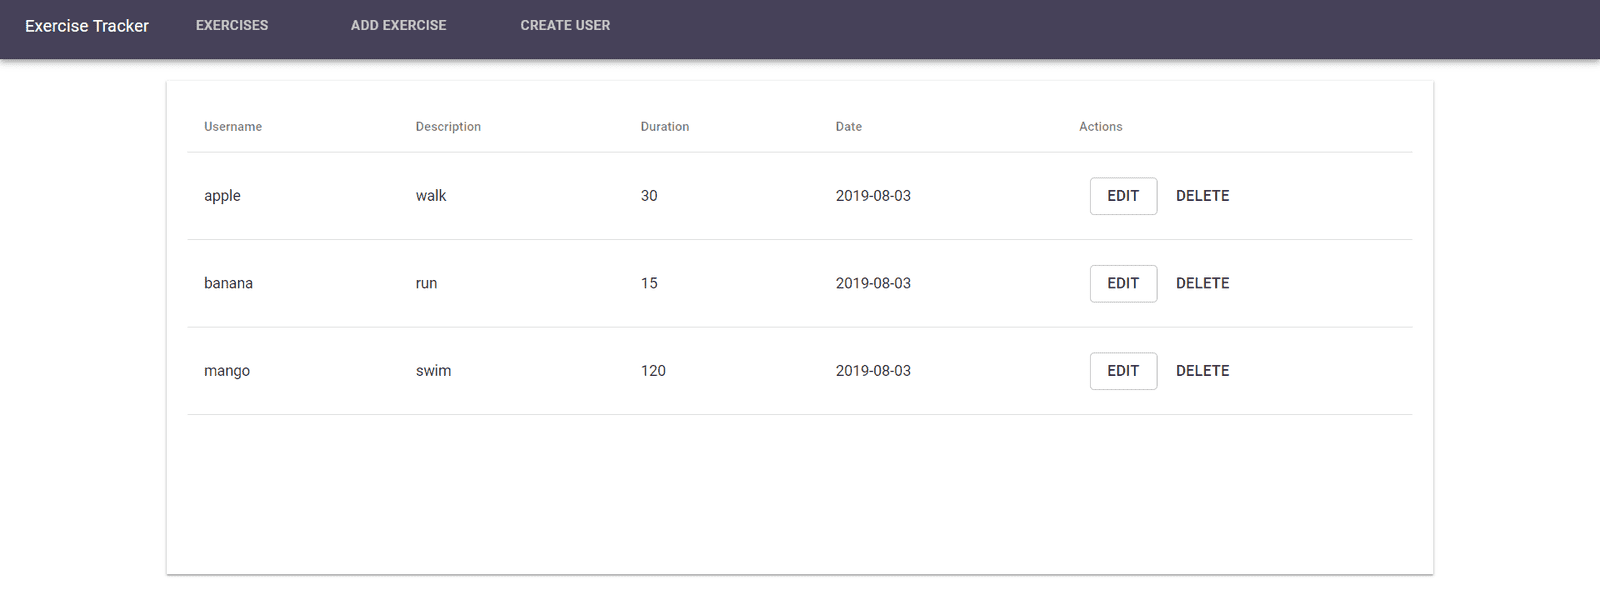 Exercise Tracker EXERCISES ADD EXERCISE CREATE USER
Username Description Duration Date Actions
apple walk 30 2019-08-03 EDIT DELETE
banana run 15 2019-08-03 EDIT DELETE
mango swim 120 2019-08-03 EDIT DELETE